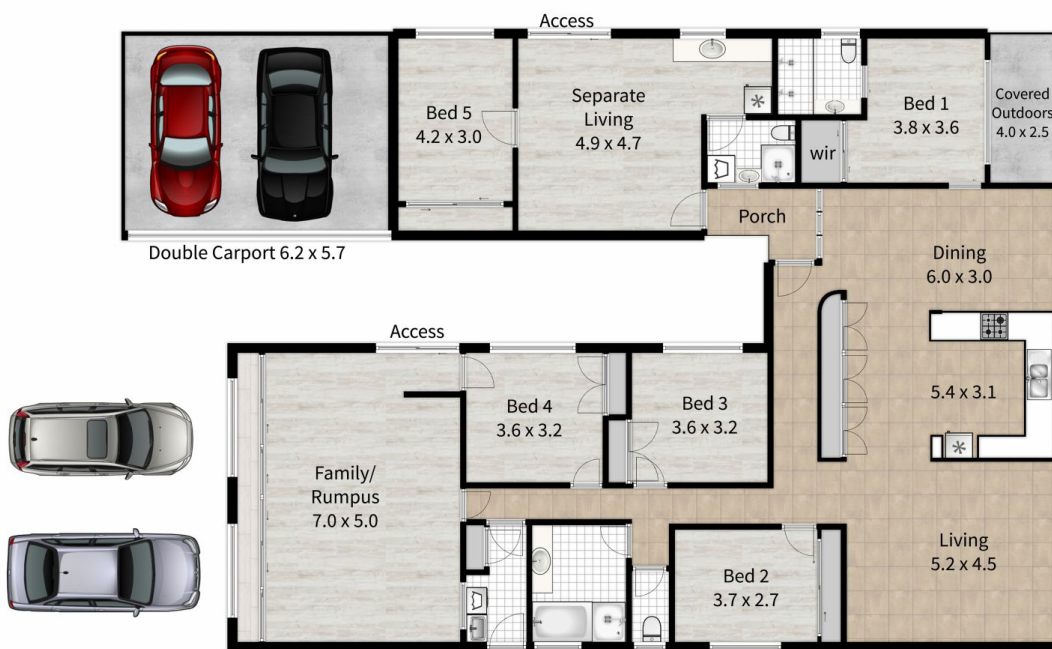 Access
Bed 5
4.2 x 3.0
Separate
Living
4.9 x 4.7
Bed 1
3.8 x 3.6
Covered
Outdoors
4.0 x 2.5
wir
Porch
Double Carport 6.2 x 5.7
Dining
6.0 x 3.0
Access
Bed 4
3.6 x 3.2
Bed 3
3.6 x 3.2
5.4 x 3.1
Family/
Rumpus
7.0 x 5.0
Living
5.2 x 4.5
Bed 2
3.7 x 2.7